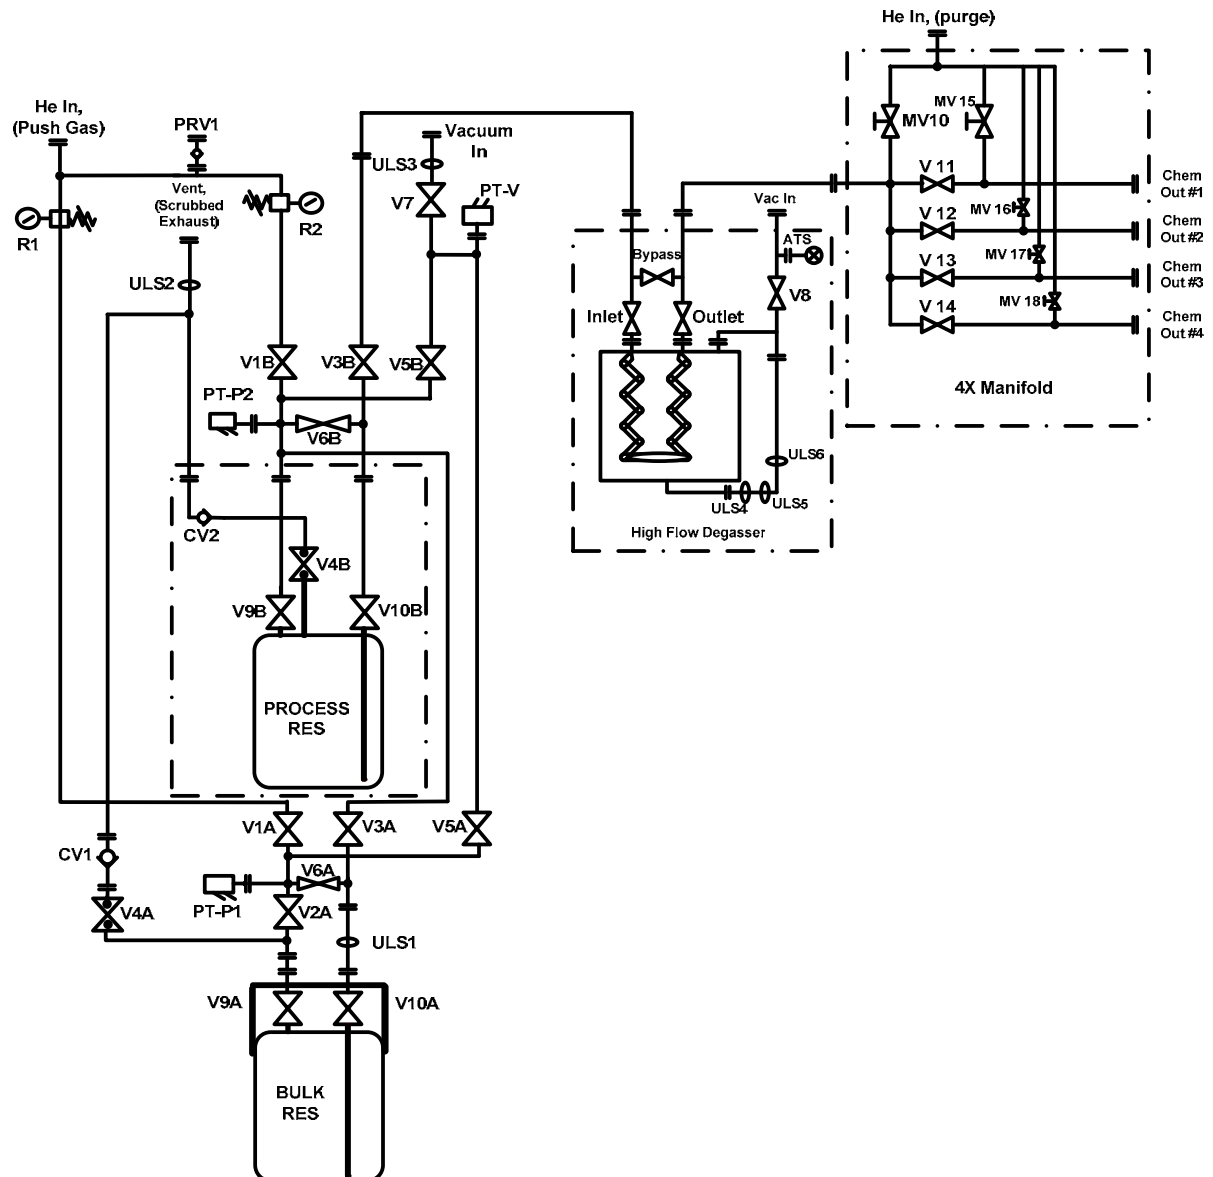 He In, (purge)
He In,
(Push Gas)
PRV1
Vacuum
In
ULS3
MV 15
MV10
Vent,
(Scrubbed
Exhaust)
V7
PT-V
V 11
Chem
Out #1
R1
R2
Vac In
V 12
MV 16
Chem
Out #2
ATS
Bypass
V 13
MV 17
Chem
Out #3
ULS2
V8
V 14
MV 18
Chem
Out #4
Inlet
Outlet
V1B
V3B
V5B
4X Manifold
PT-P2
V6B
ULS6
ULS4
ULS5
High Flow Degasser
CV2
V4B
V9B
V10B
PROCESS
RES
V1A
V3A
V5A
CV1
V6A
PT-P1
V4A
V2A
ULS1
V9A
V10A
BULK
RES